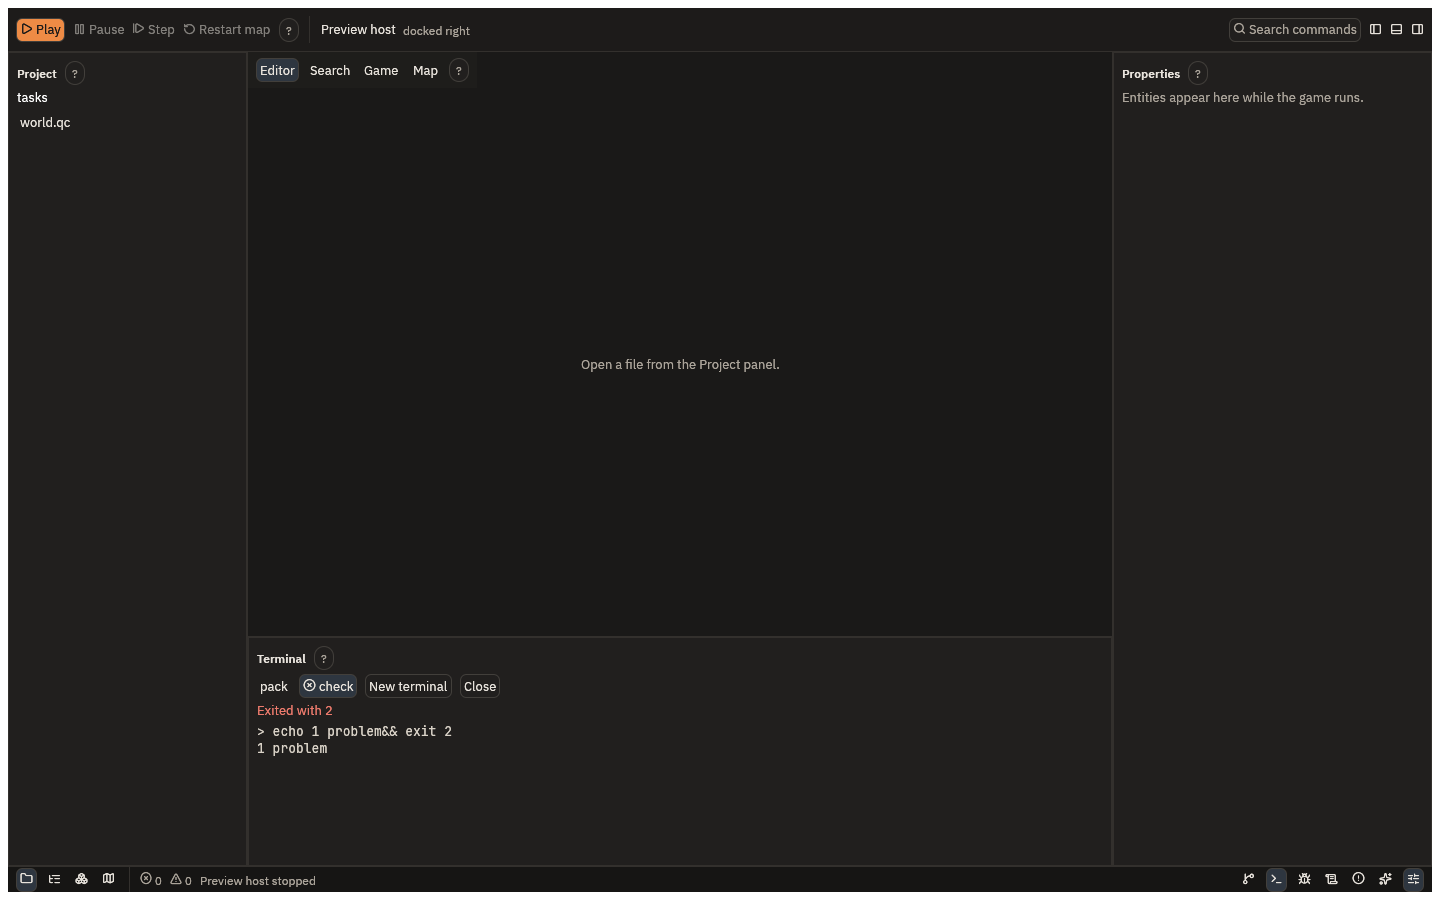 Play Pause Step Restart map ? Preview host docked right Search commands
Project ?
tasks
world.qc
Editor Search Game Map ?
Open a file from the Project panel.
Terminal ?
pack check New terminal Close
Exited with 2
> echo 1 problem&& exit 2
1 problem
Properties ?
Entities appear here while the game runs.
0 0 Preview host stopped